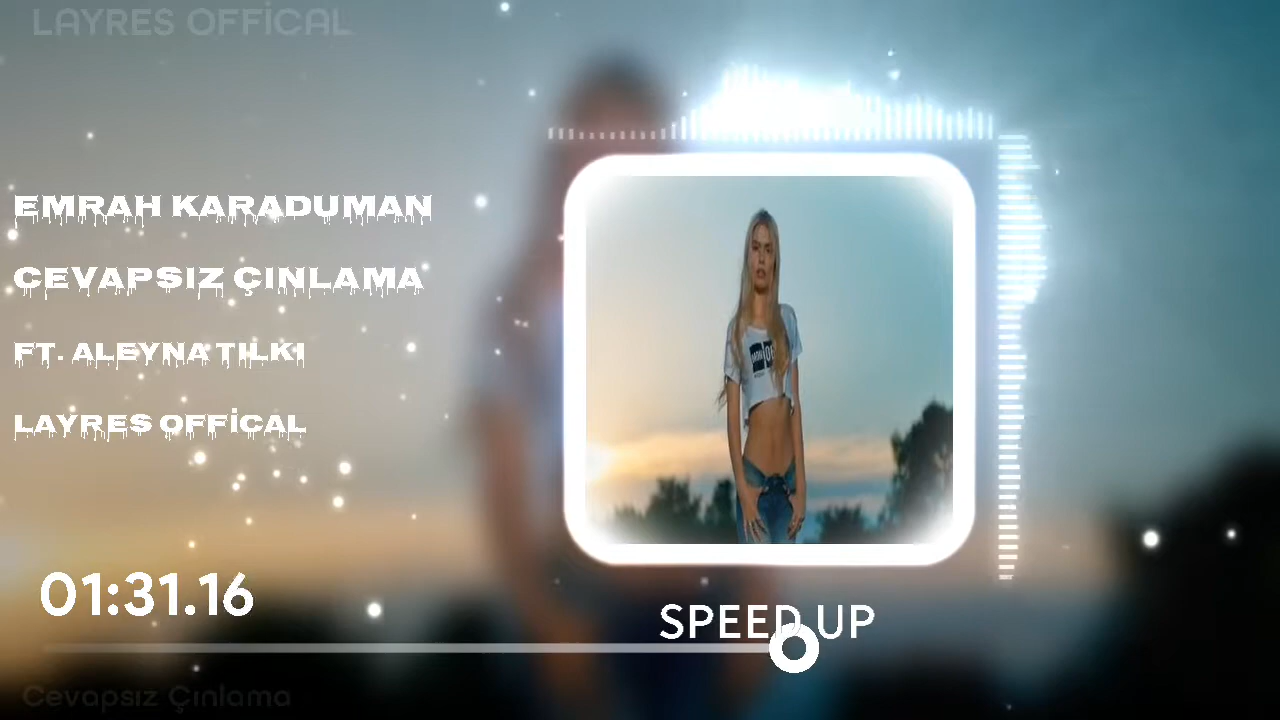 LAYRES OFFİCAL
EMRAH KARADUMAN
CEVAPSIZ ÇINLAMA
FT. ALEYNA TILKI
LAYRES OFFİCAL
01:31.16
SPEED UP
Cevapsız Çınlama